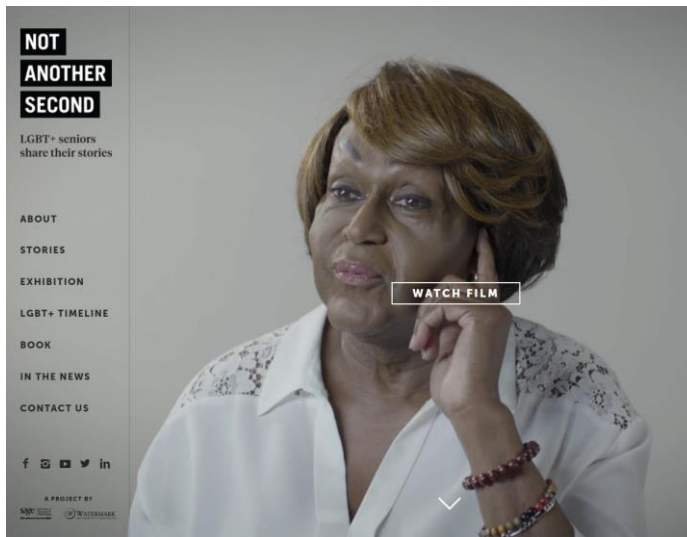 NOT
ANOTHER
SECOND
LGBT+ seniors
share their stories
ABOUT
STORIES
EXHIBITION
LGBT+ TIMELINE
BOOK
IN THE NEWS
CONTACT US
WATCH FILM
A PROJECT BY
sage
WATERMARK